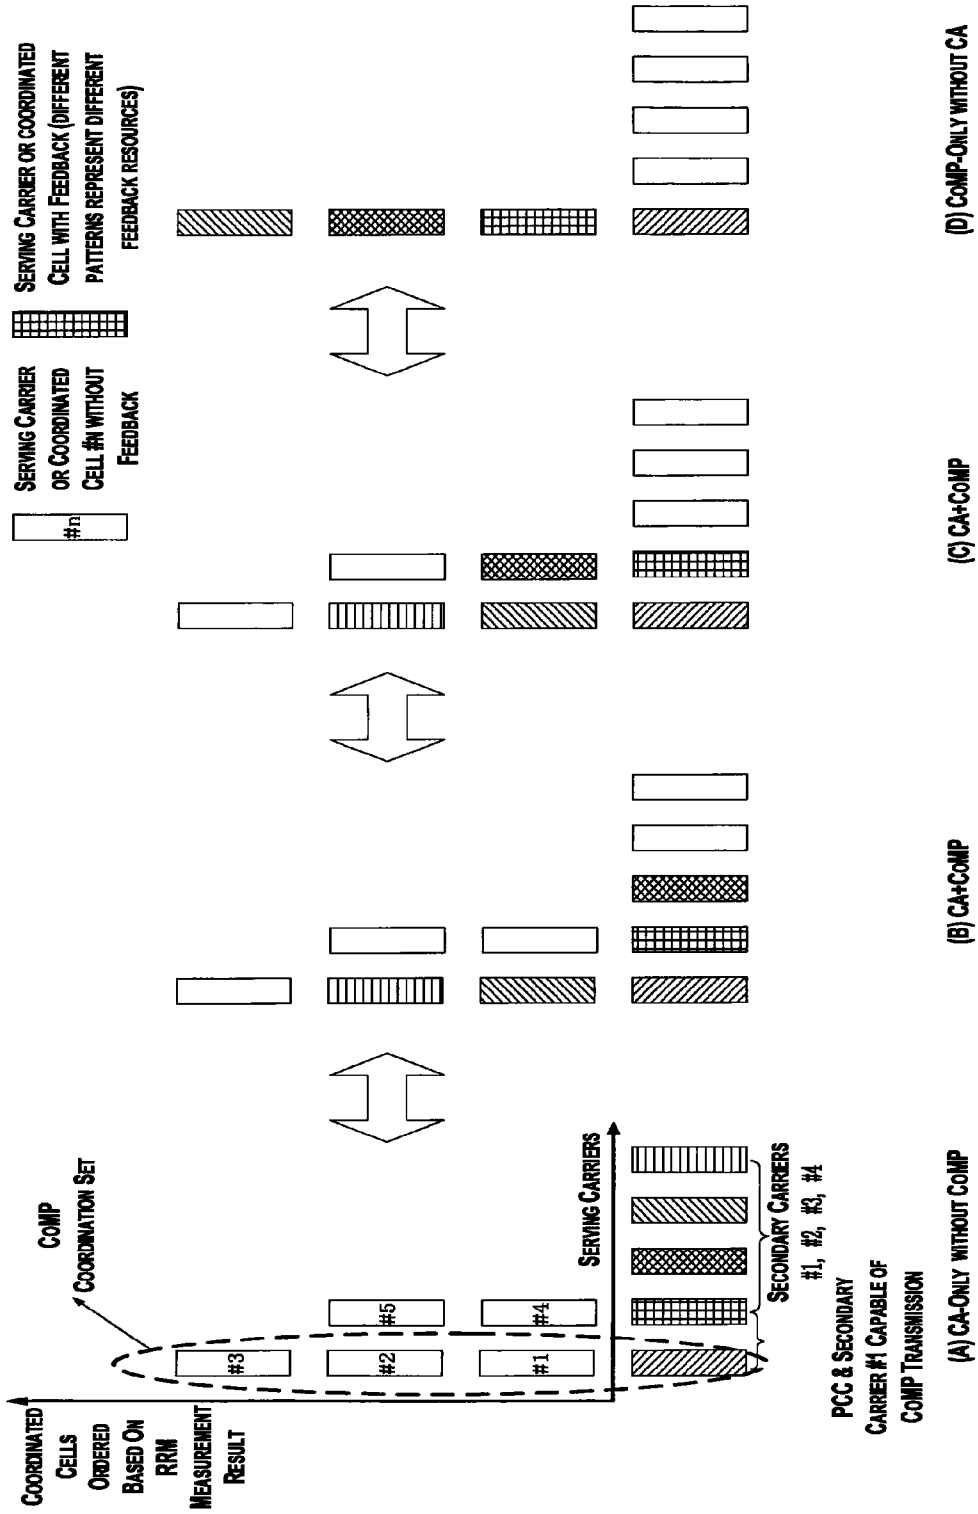 COORDINATED
CELLS
ORDERED
BASED ON
RRM
MEASUREMENT
RESULT
COMP
COORDINATION SET
#n
SERVING CARRIER
OR COORDINATED
CELL #N WITHOUT
FEEDBACK
SERVING CARRIER OR COORDINATED
CELL WITH FEEDBACK (DIFFERENT
PATTERNS REPRESENT DIFFERENT
FEEDBACK RESOURCES)
#3
#2
#5
#1
#4
SERVING CARRIERS
SECONDARY CARRIERS
#1, #2, #3, #4
PCC & SECONDARY
CARRIER #1 CAPABLE OF
COMP TRANSMISSION
(A) CA-ONLY WITHOUT COMP
(B) CA+COMP
(C) CA+COMP
(D) COMP-ONLY WITHOUT CA